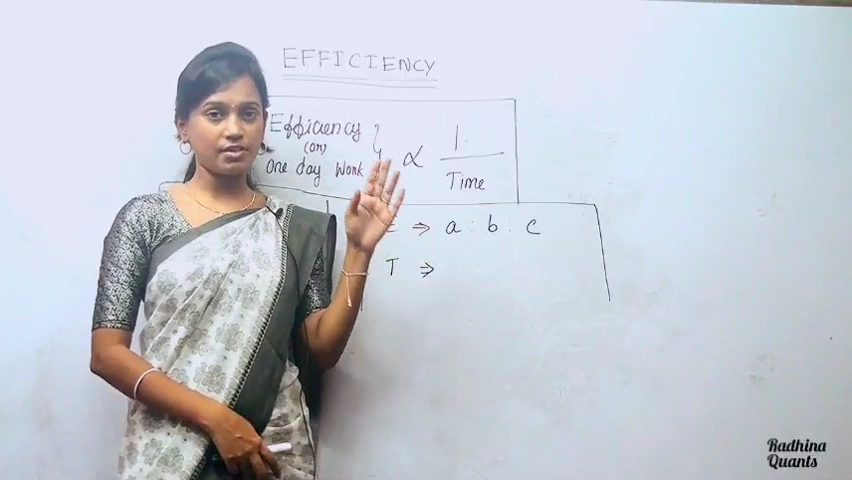 EFFICIENCY
Efficiency
(or)
One day Work
∝ 1
Time
E ⇒ a : b : c
T ⇒
Radhina
Quants